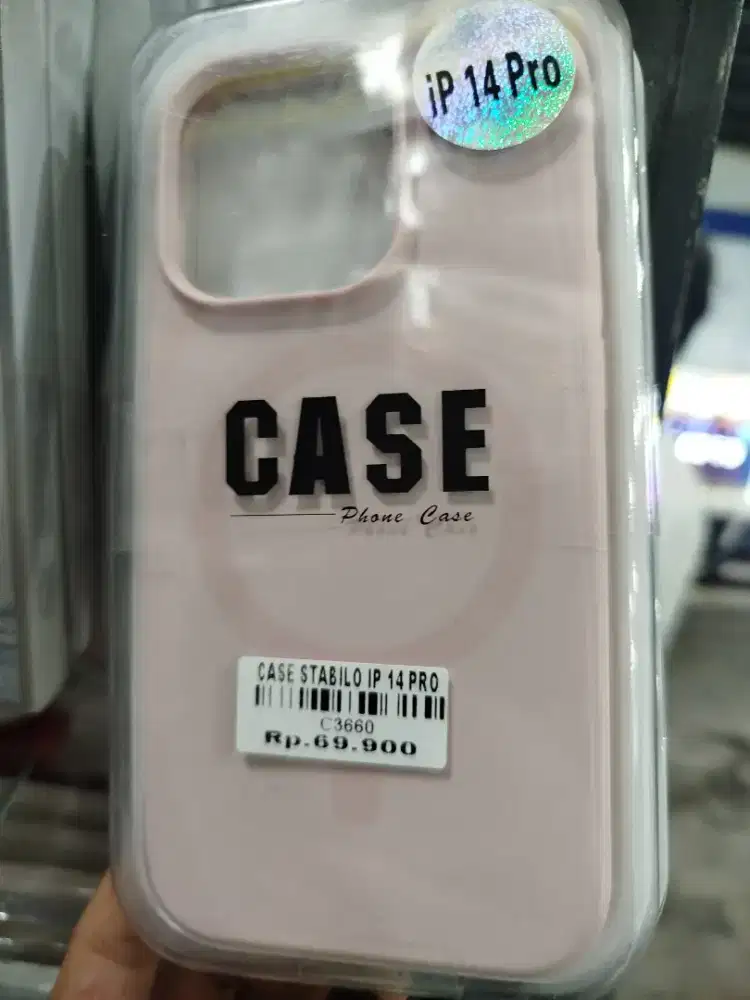 iP 14 Pro
CASE
Phone Case
CASE STABILO IP 14 PRO
C3660
Rp.69.900